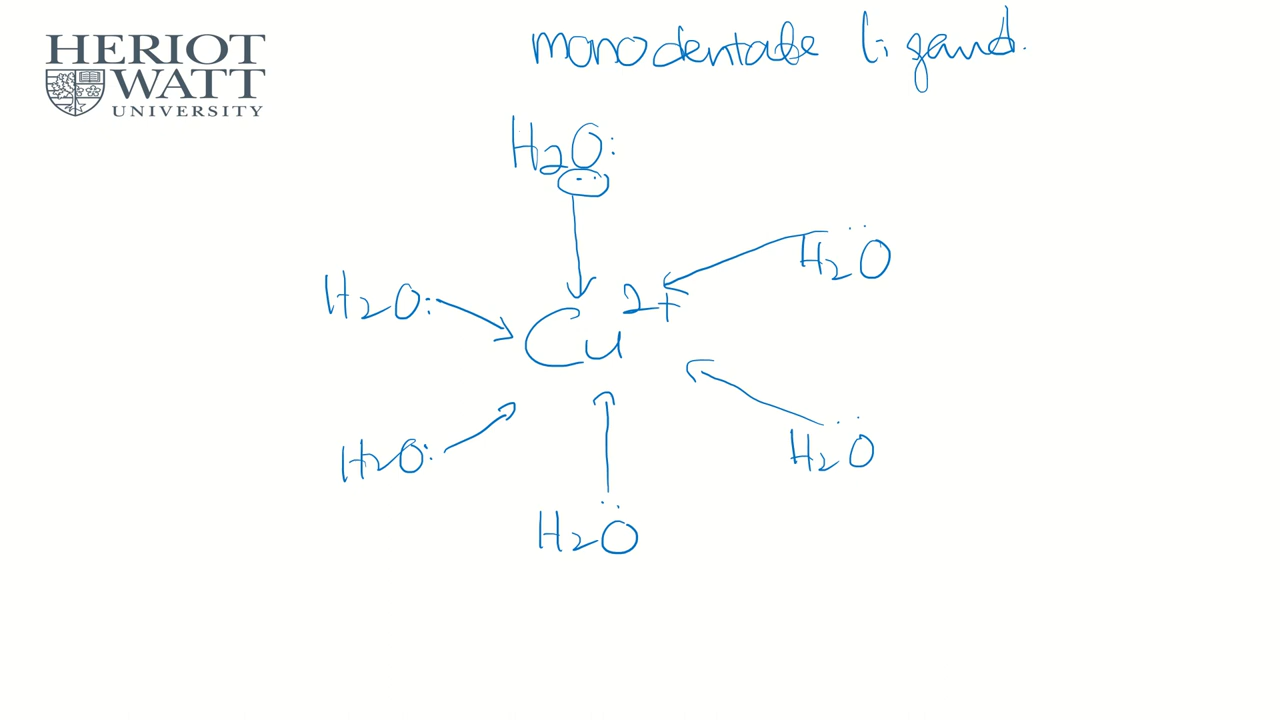 HERIOT
WATT
UNIVERSITY
monodentate ligand.
H2O:
H2O
H2O:
Cu2+
H2O:
H2O
H2O